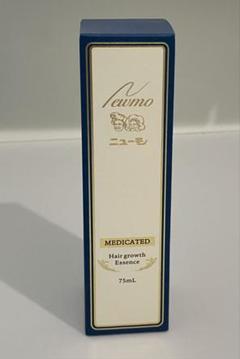 Newmo
ニューモ
MEDICATED
Hair growth
Essence
75mL